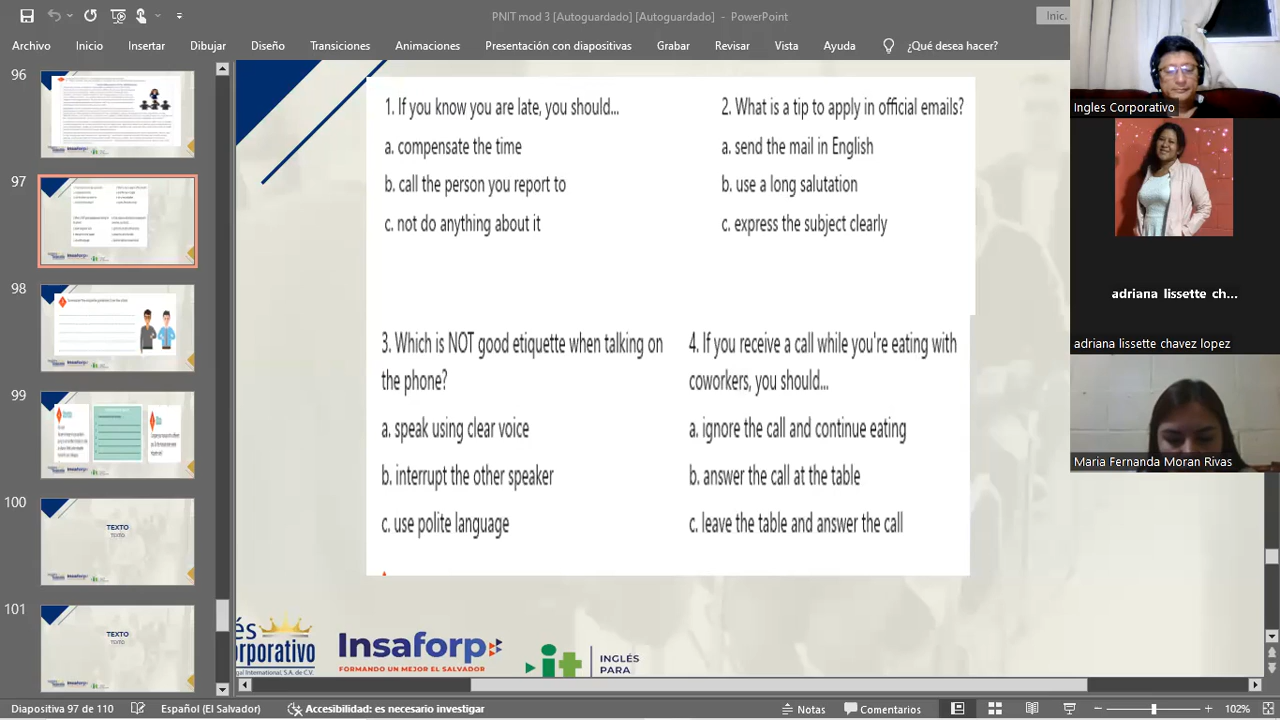 PNIT mod 3 [Autoguardado] [Autoguardado] - PowerPoint
Inic.
Archivo Inicio Insertar Dibujar Diseño Transiciones Animaciones Presentación con diapositivas Grabar Revisar Vista Ayuda ¿Qué desea hacer?
96
97
98
99
100
TEXTO
TEXTO
101
TEXTO
TEXTO
1. If you know you are late, you should...
a. compensate the time
b. call the person you report to
c. not do anything about it
2. What is a tip to apply in official emails?
a. send the mail in English
b. use a long salutation
c. express the subject clearly
3. Which is NOT good etiquette when talking on
the phone?
a. speak using clear voice
b. interrupt the other speaker
c. use polite language
4. If you receive a call while you're eating with
coworkers, you should...
a. ignore the call and continue eating
b. answer the call at the table
c. leave the table and answer the call
és
orporativo
gal International, S.A. de C.V.
Insaforp
FORMANDO UN MEJOR EL SALVADOR
it
INGLÉS
PARA
Ingles Corporativo
adriana lissette ch...
adriana lissette chavez lopez
Maria Fernanda Moran Rivas
Diapositiva 97 de 110 Español (El Salvador) Accesibilidad: es necesario investigar Notas Comentarios 102%